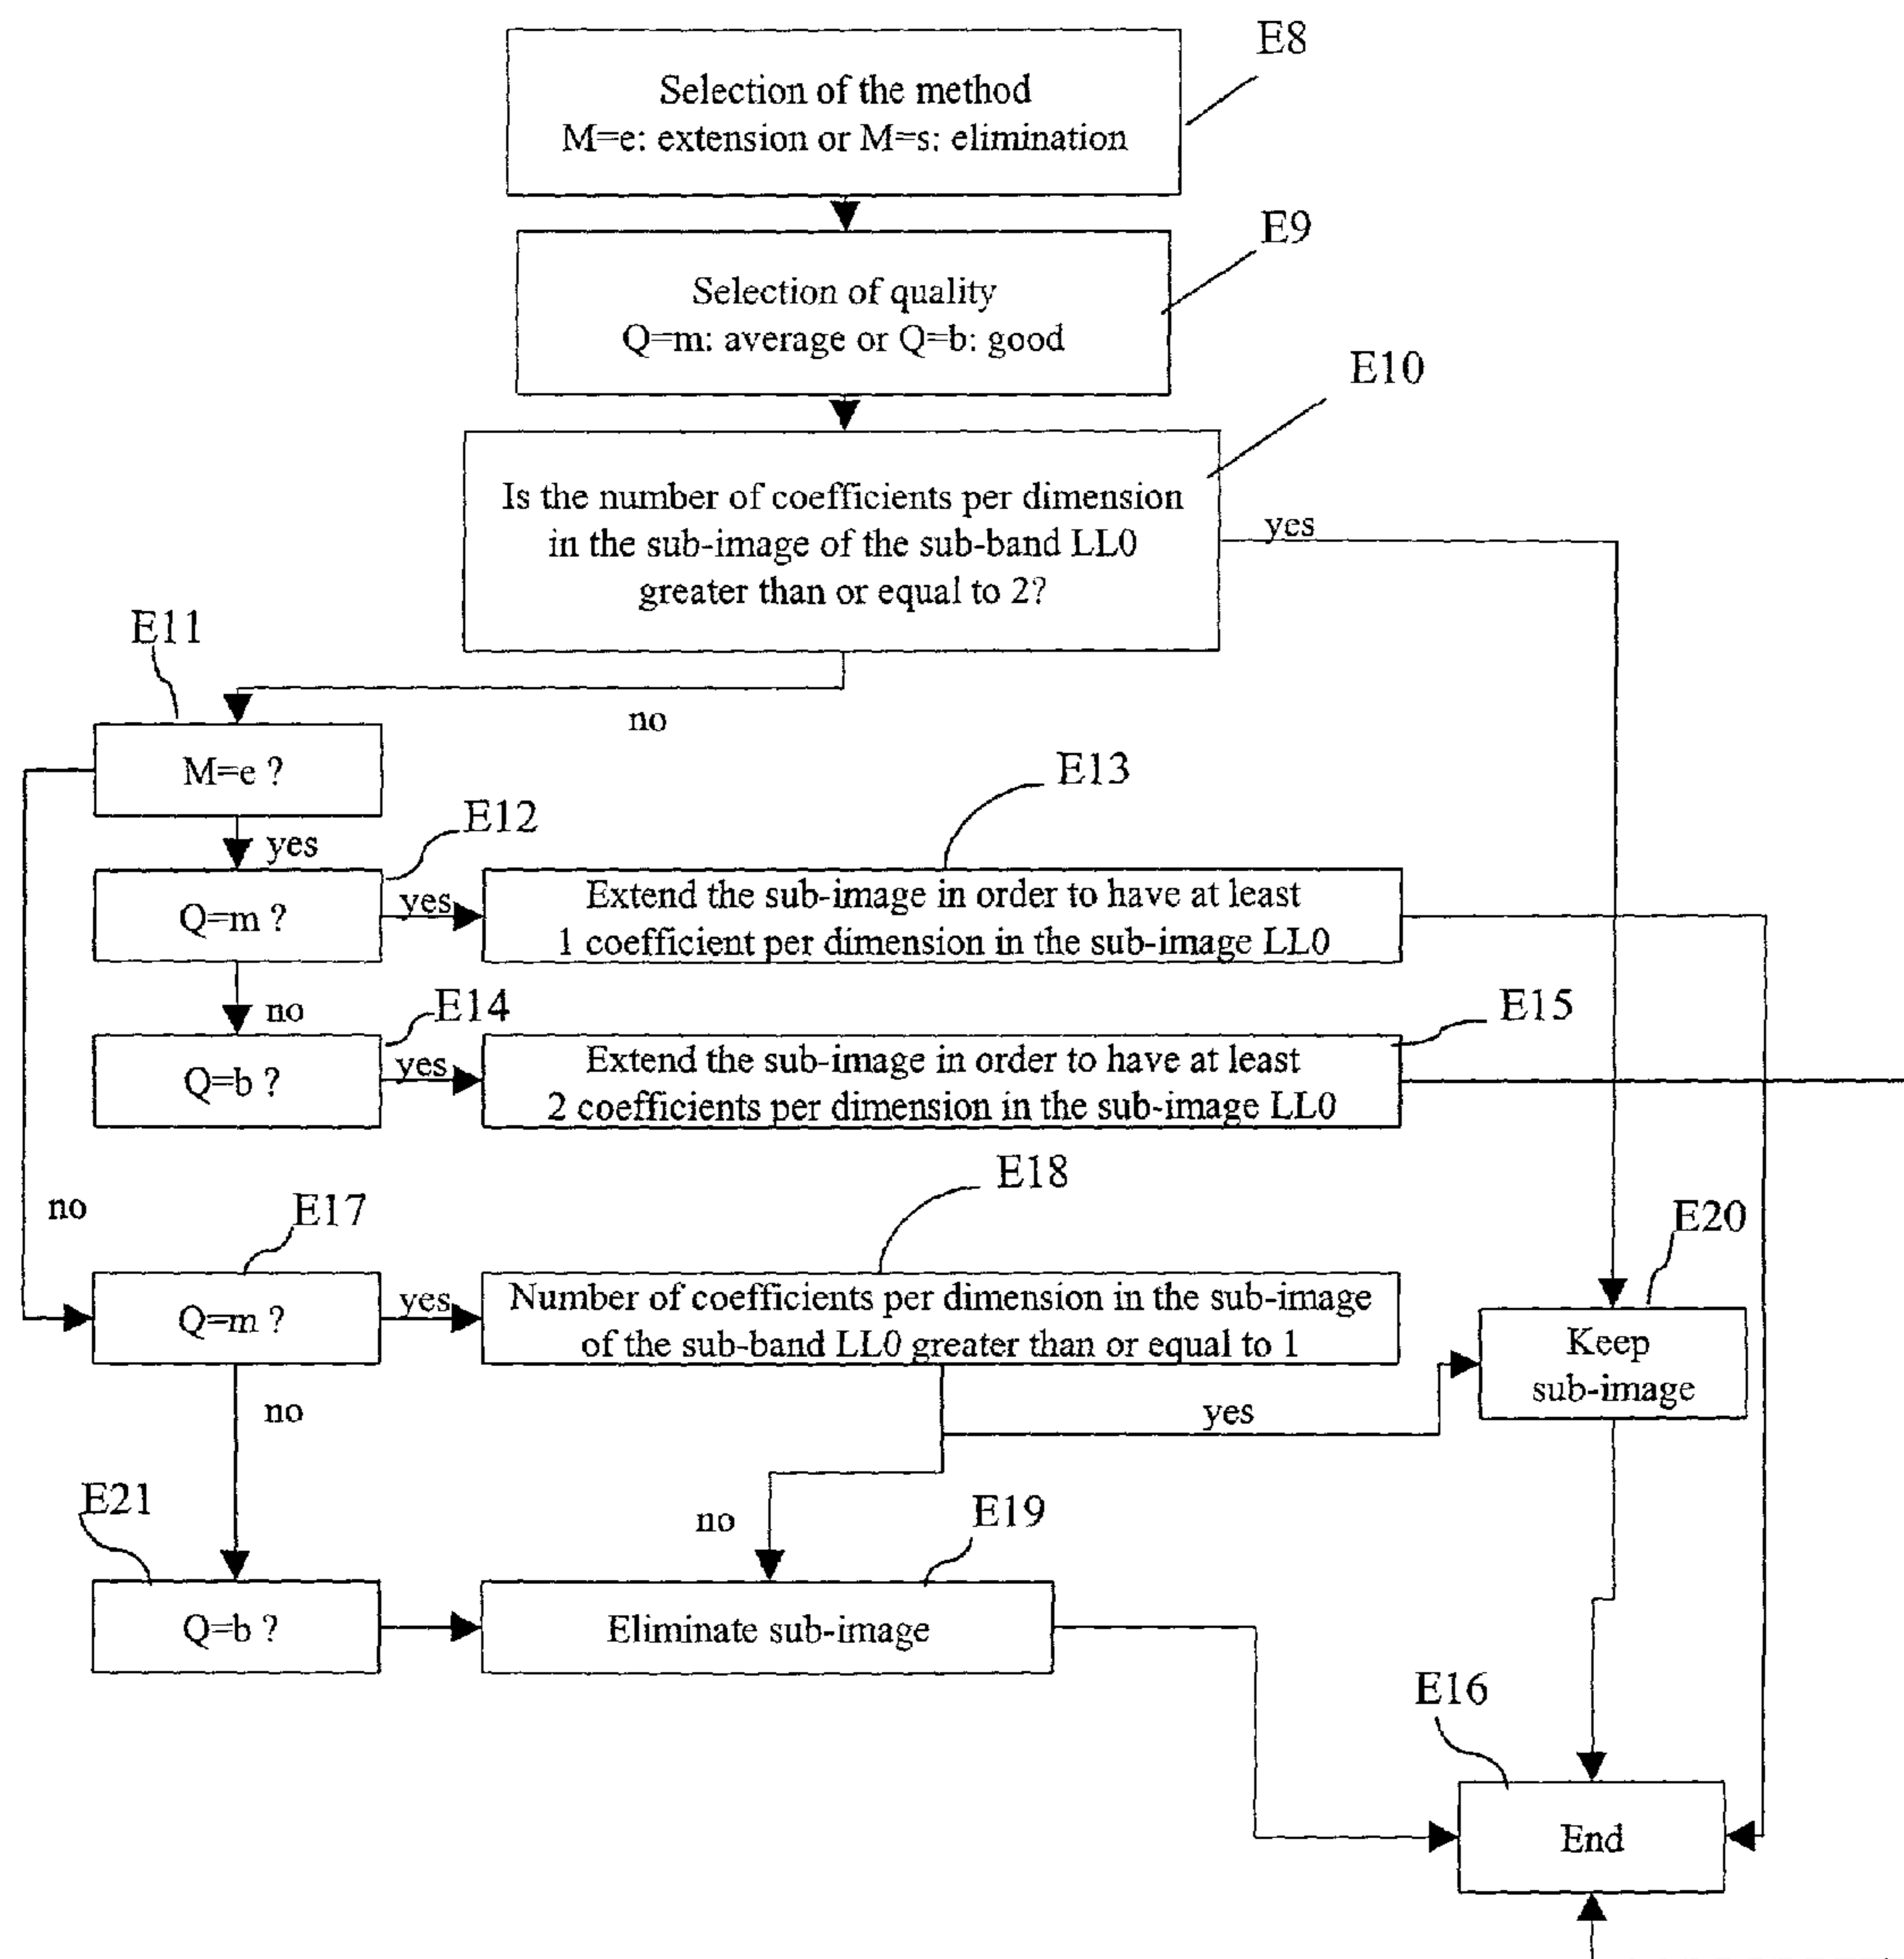 E8
Selection of the method
M=e: extension or M=s: elimination
E9
Selection of quality
Q=m: average or Q=b: good
E10
Is the number of coefficients per dimension
in the sub-image of the sub-band LL0
greater than or equal to 2?
yes
no
E11
M=e ?
yes
no
E12
Q=m ?
yes
no
E13
Extend the sub-image in order to have at least
1 coefficient per dimension in the sub-image LL0
E14
Q=b ?
yes
E15
Extend the sub-image in order to have at least
2 coefficients per dimension in the sub-image LL0
E17
Q=m ?
yes
no
E18
Number of coefficients per dimension in the sub-image
of the sub-band LL0 greater than or equal to 1
yes
no
E20
Keep
sub-image
E21
Q=b ?
E19
Eliminate sub-image
E16
End